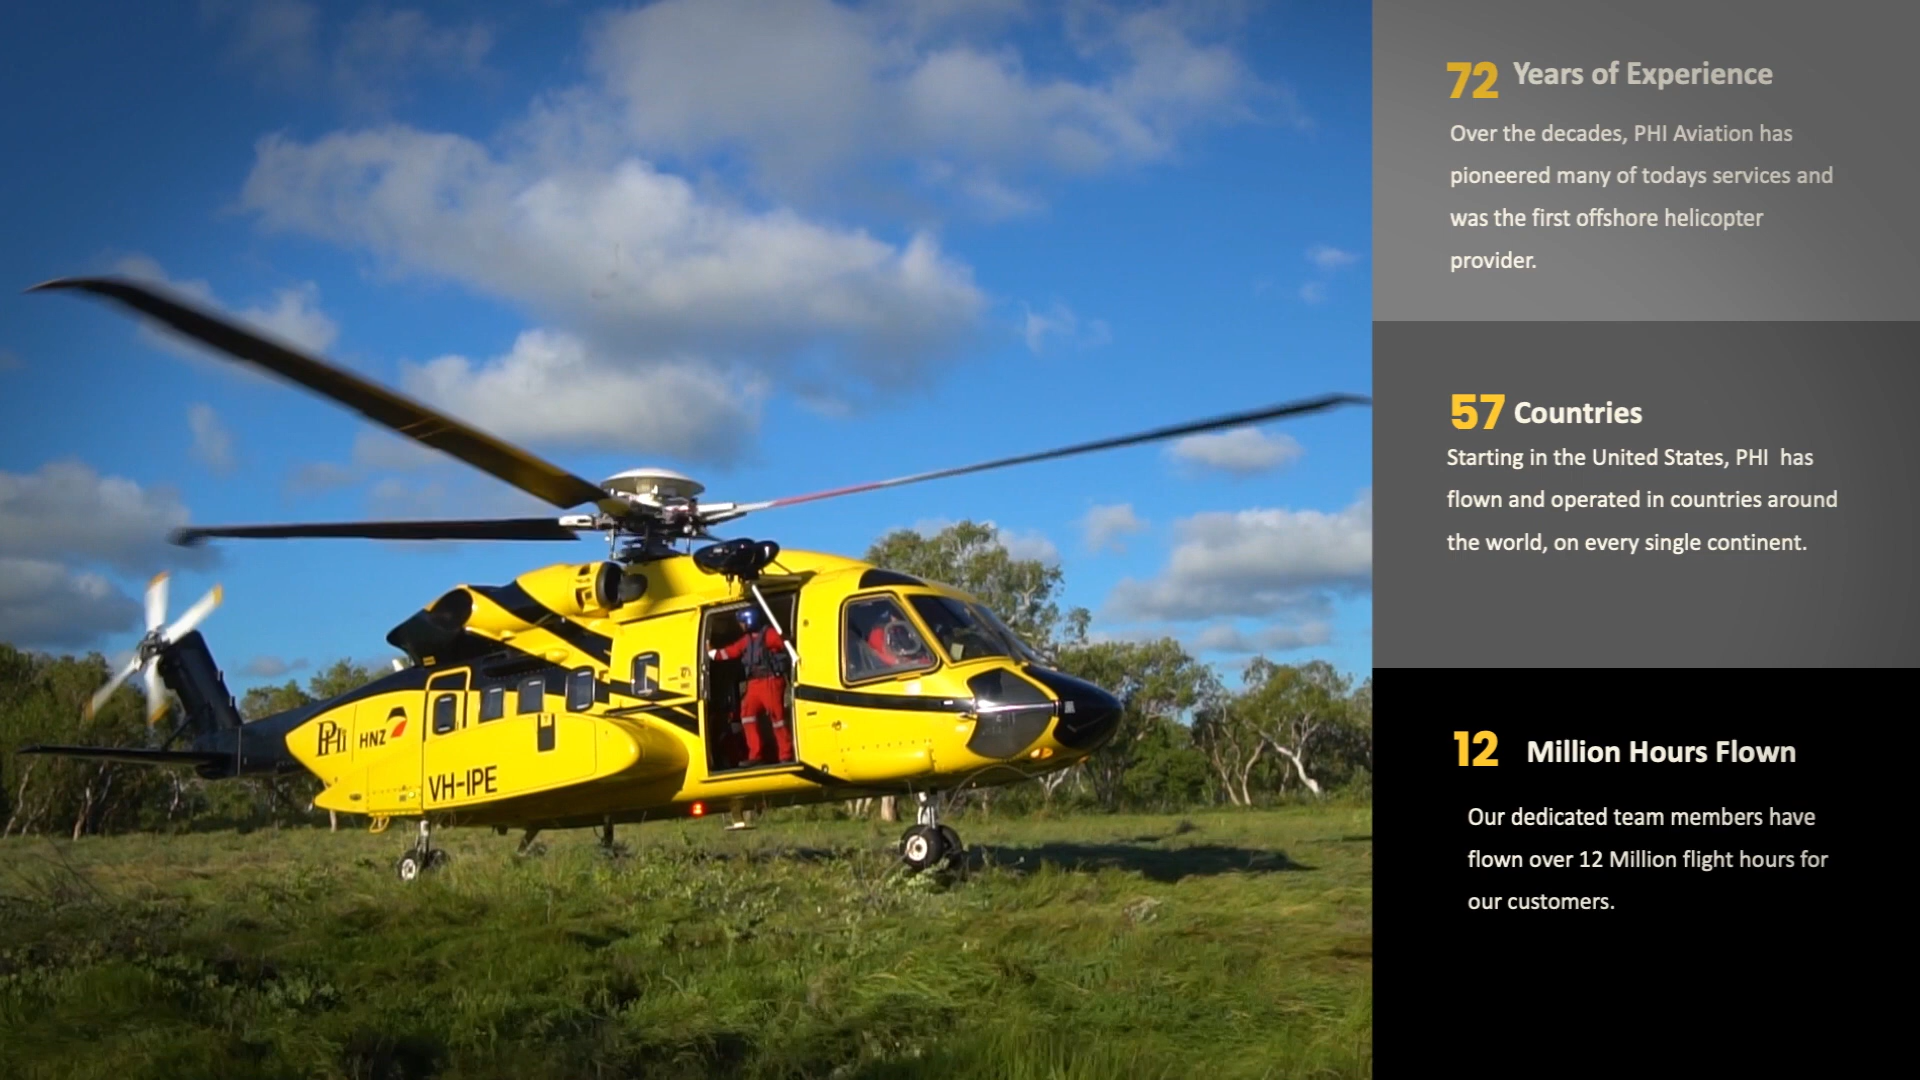 PHi HNZ
VH-IPE
72 Years of Experience
Over the decades, PHI Aviation has
pioneered many of todays services and
was the first offshore helicopter
provider.
57 Countries
Starting in the United States, PHI  has
flown and operated in countries around
the world, on every single continent.
12 Million Hours Flown
Our dedicated team members have
flown over 12 Million flight hours for
our customers.